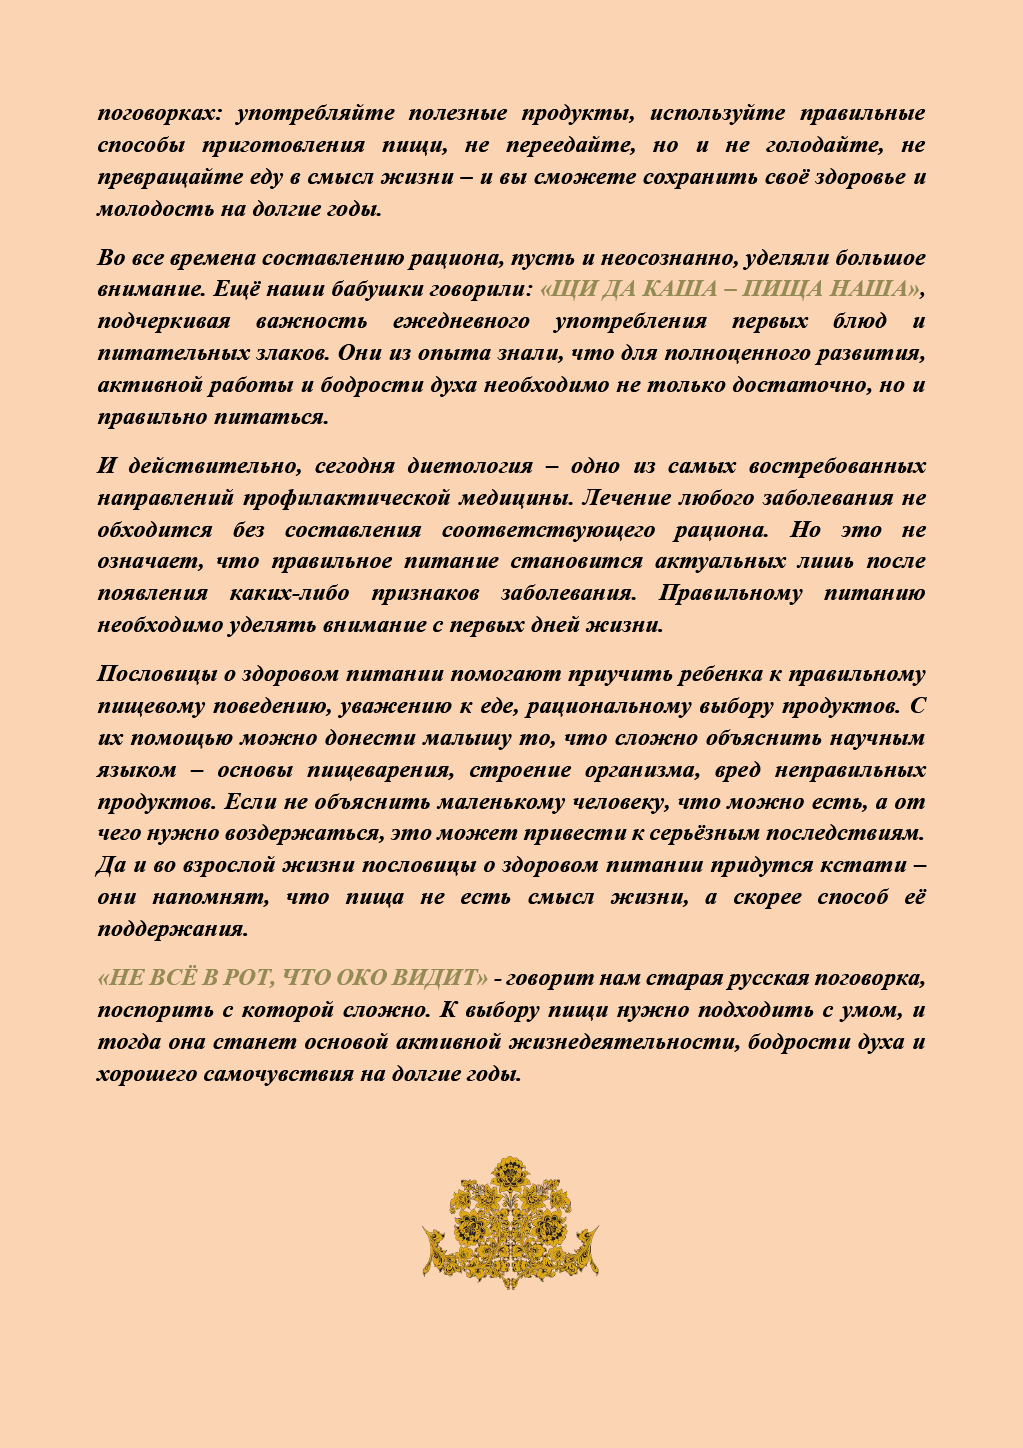 поговорках: употребляйте полезные продукты, используйте правильные
способы приготовления пищи, не переедайте, но и не голодайте, не
превращайте еду в смысл жизни – и вы сможете сохранить своё здоровье и
молодость на долгие годы.
Во все времена составлению рациона, пусть и неосознанно, уделяли большое
внимание. Ещё наши бабушки говорили: «ЩИ ДА КАША – ПИЩА НАША»,
подчеркивая важность ежедневного употребления первых блюд и
питательных злаков. Они из опыта знали, что для полноценного развития,
активной работы и бодрости духа необходимо не только достаточно, но и
правильно питаться.
И действительно, сегодня диетология – одно из самых востребованных
направлений профилактической медицины. Лечение любого заболевания не
обходится без составления соответствующего рациона. Но это не
означает, что правильное питание становится актуальных лишь после
появления каких-либо признаков заболевания. Правильному питанию
необходимо уделять внимание с первых дней жизни.
Пословицы о здоровом питании помогают приучить ребенка к правильному
пищевому поведению, уважению к еде, рациональному выбору продуктов. С
их помощью можно донести малышу то, что сложно объяснить научным
языком – основы пищеварения, строение организма, вред неправильных
продуктов. Если не объяснить маленькому человеку, что можно есть, а от
чего нужно воздержаться, это может привести к серьёзным последствиям.
Да и во взрослой жизни пословицы о здоровом питании придутся кстати –
они напомнят, что пища не есть смысл жизни, а скорее способ её
поддержания.
«НЕ ВСЁ В РОТ, ЧТО ОКО ВИДИТ» - говорит нам старая русская поговорка,
поспорить с которой сложно. К выбору пищи нужно подходить с умом, и
тогда она станет основой активной жизнедеятельности, бодрости духа и
хорошего самочувствия на долгие годы.